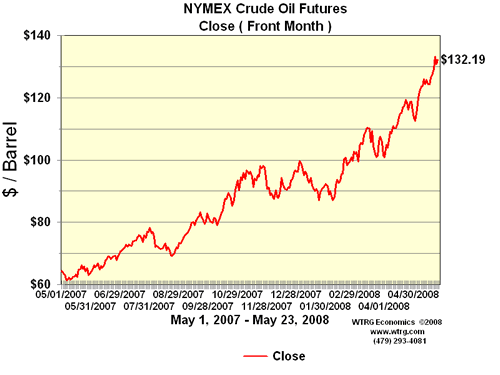 NYMEX Crude Oil Futures
Close ( Front Month )
$ / Barrel
$140
$120
$100
$80
$60
$132.19
05/01/2007 06/29/2007 08/29/2007 10/29/2007 12/28/2007 02/29/2008 04/30/2008
05/31/2007 07/31/2007 09/28/2007 11/28/2007 01/30/2008 04/01/2008
May 1, 2007 - May 23, 2008
WTRG Economics ©2008
www.wtrg.com
(479) 293-4081
Close